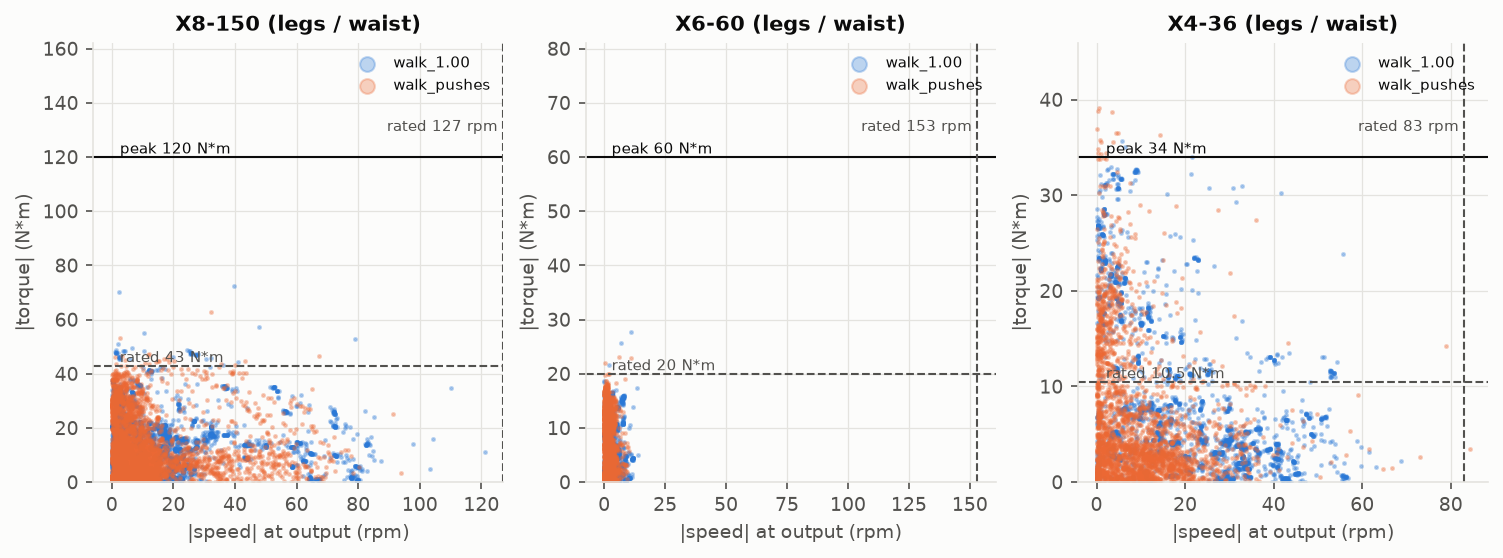 X8-150 (legs / waist)
160
140
120
100
80
60
40
20
0
|torque| (N*m)
walk_1.00
walk_pushes
rated 127 rpm
peak 120 N*m
rated 43 N*m
0 20 40 60 80 100 120
|speed| at output (rpm)
X6-60 (legs / waist)
80
70
60
50
40
30
20
10
0
|torque| (N*m)
walk_1.00
walk_pushes
rated 153 rpm
peak 60 N*m
rated 20 N*m
0 25 50 75 100 125 150
|speed| at output (rpm)
X4-36 (legs / waist)
40
30
20
10
0
|torque| (N*m)
walk_1.00
walk_pushes
rated 83 rpm
peak 34 N*m
rated 10.5 N*m
0 20 40 60 80
|speed| at output (rpm)